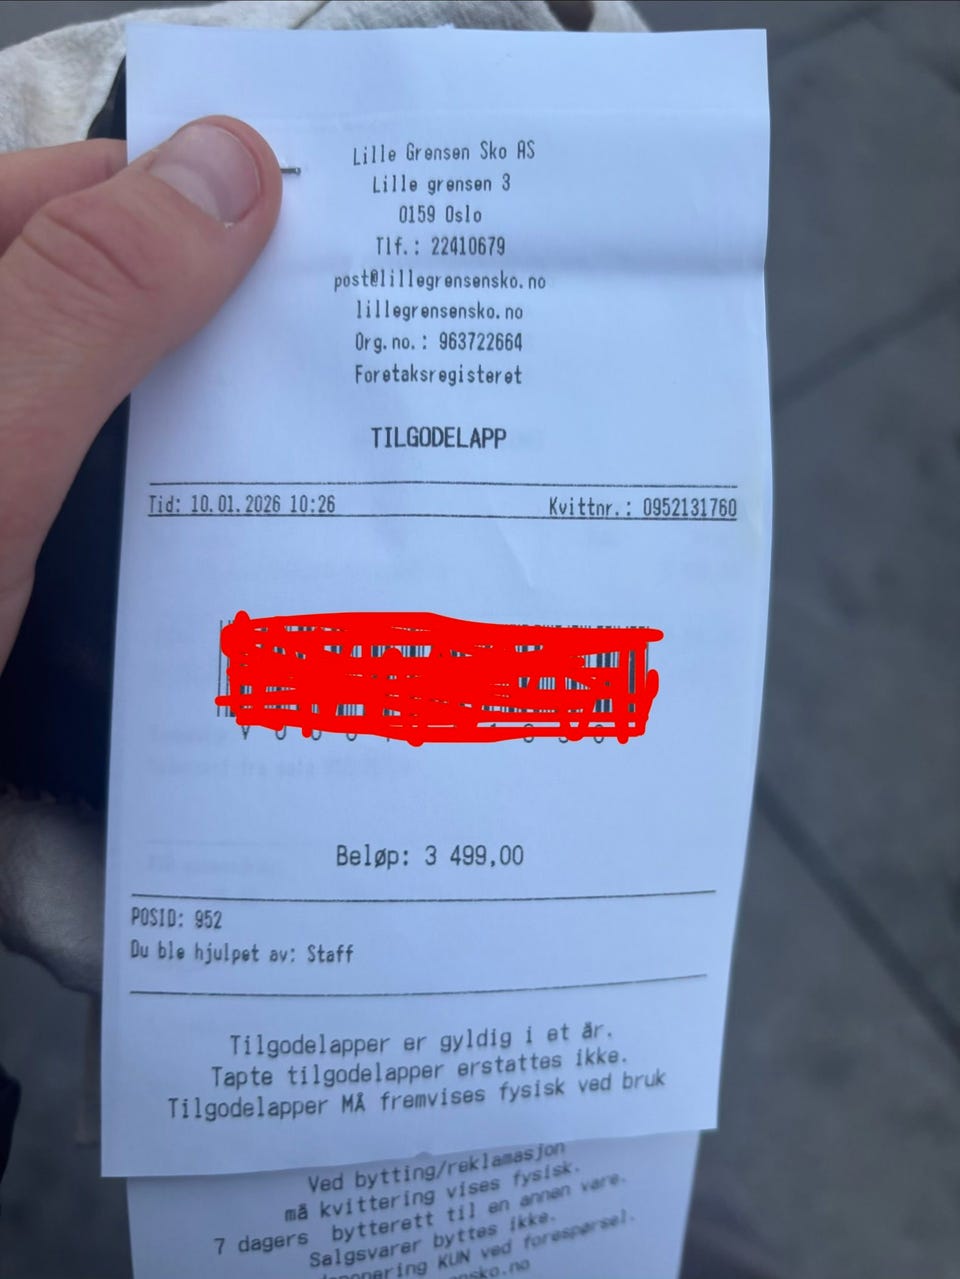 Lille Grensen Sko AS
Lille grensen 3
0159 Oslo
Tlf.: 22410679
post@lillegrensensko.no
lillegrensensko.no
Org.no.: 963722664
Foretaksregisteret
TILGODELAPP
Tid: 10.01.2026 10:26 Kvittnr.: 0952131760
Beløp: 3 499,00
POSID: 952
Du ble hjulpet av: Staff
Tilgodelapper er gyldig i et år.
Tapte tilgodelapper erstattes ikke.
Tilgodelapper MÅ fremvises fysisk ved bruk
Ved bytting/reklamasjon
må kvittering vises fysisk.
7 dagers bytterett til en annen vare.
Salgsvarer byttes ikke.
KUN ved forespørsel.